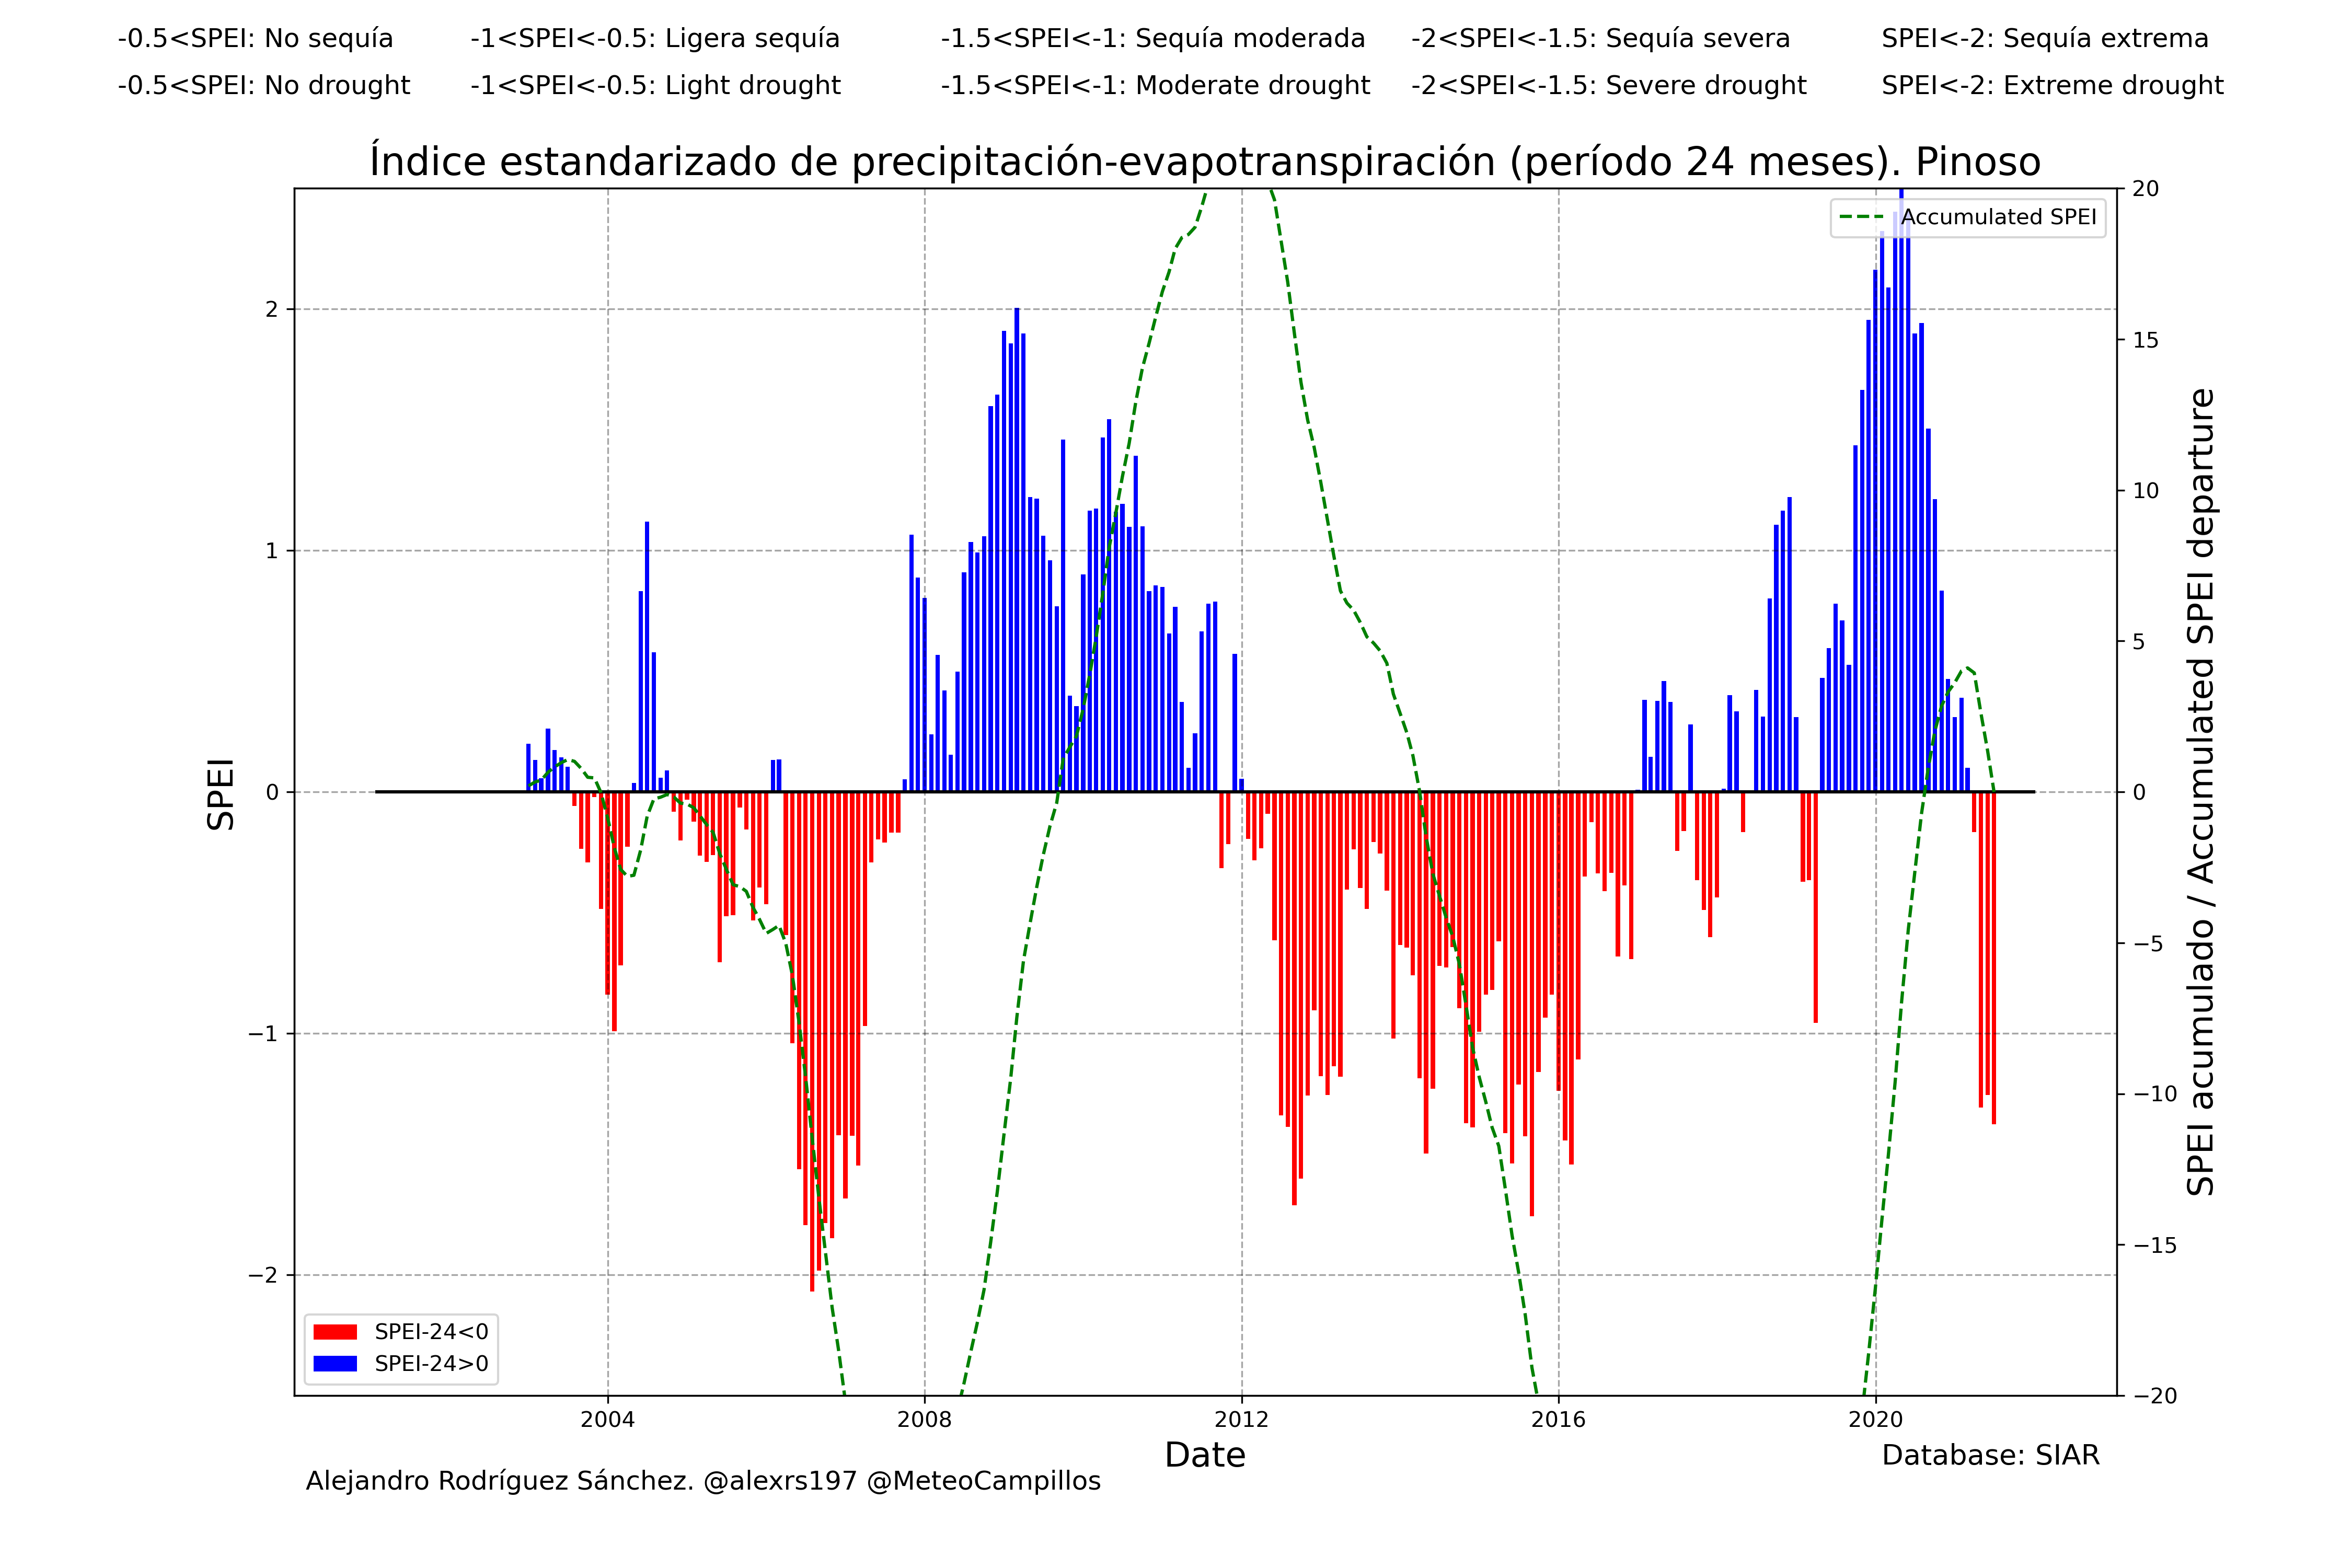 -0.5<SPEI: No sequía -1<SPEI<-0.5: Ligera sequía -1.5<SPEI<-1: Sequía moderada -2<SPEI<-1.5: Sequía severa SPEI<-2: Sequía extrema
-0.5<SPEI: No drought -1<SPEI<-0.5: Light drought -1.5<SPEI<-1: Moderate drought -2<SPEI<-1.5: Severe drought SPEI<-2: Extreme drought
Índice estandarizado de precipitación-evapotranspiración (período 24 meses). Pinoso
Accumulated SPEI
SPEI
2
1
0
−1
−2
20
15
10
5
0
−5
−10
−15
−20
SPEI acumulado / Accumulated SPEI departure
SPEI-24<0
SPEI-24>0
2004 2008 2012 2016 2020
Date
Database: SIAR
Alejandro Rodríguez Sánchez. @alexrs197 @MeteoCampillos